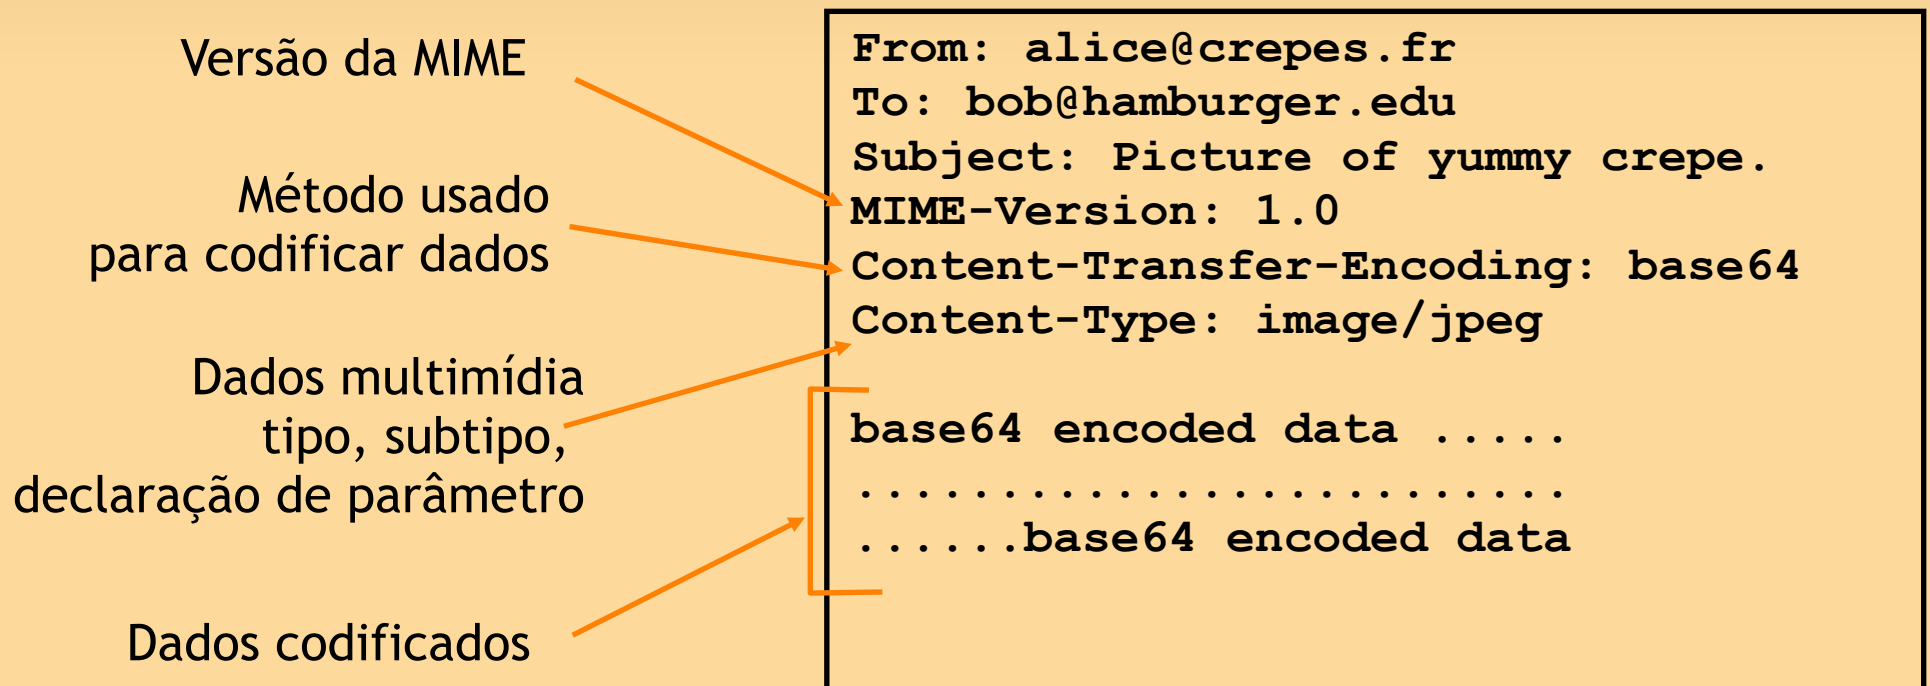 Versão da MIME
Método usado
para codificar dados
Dados multimídia
tipo, subtipo,
declaração de parâmetro
Dados codificados
From: alice@crepes.fr
To: bob@hamburger.edu
Subject: Picture of yummy crepe.
MIME-Version: 1.0
Content-Transfer-Encoding: base64
Content-Type: image/jpeg
base64 encoded data .....
.........................
......base64 encoded data